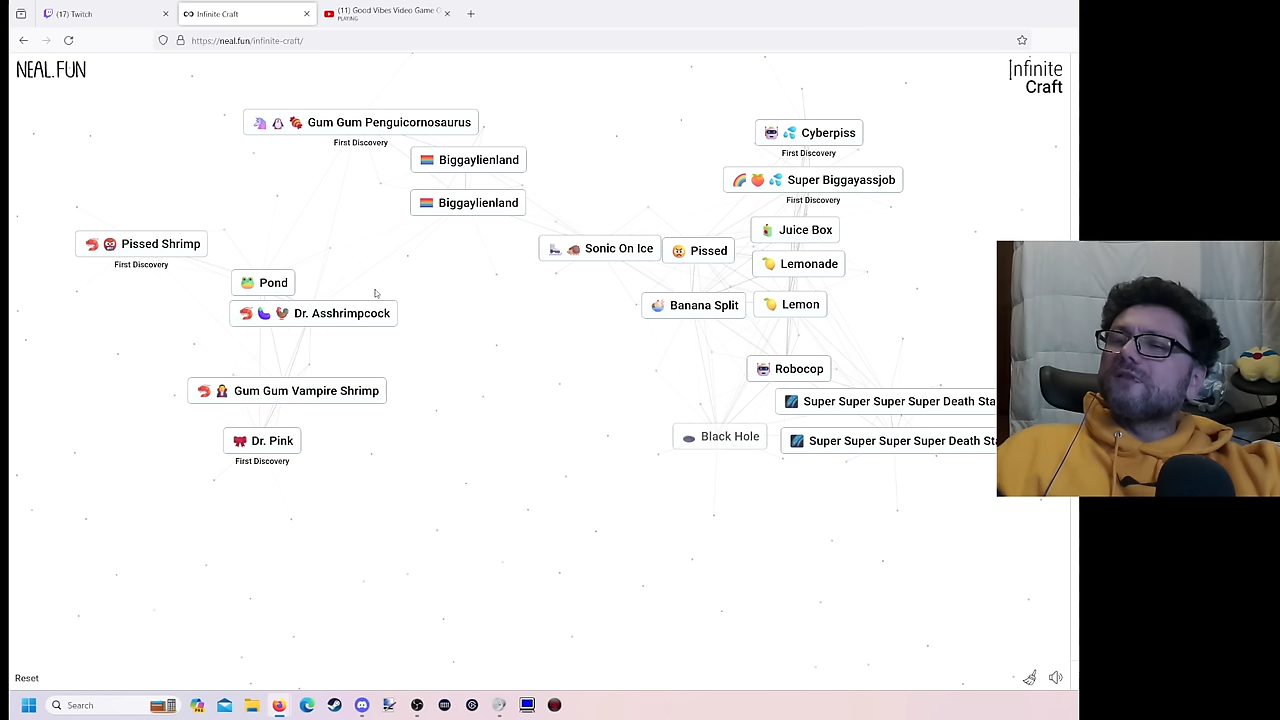 (17) Twitch
Infinite Craft
(11) Good Vibes Video Game
PLAYING
https://neal.fun/infinite-craft/
NEAL.FUN
Infinite
Craft
Gum Gum Penguicornosaurus
First Discovery
Biggaylienland
Biggaylienland
Cyberpiss
First Discovery
Super Biggayassjob
First Discovery
Pissed Shrimp
First Discovery
Sonic On Ice
Pissed
Juice Box
Lemonade
Pond
Dr. Asshrimpcock
Banana Split
Lemon
Gum Gum Vampire Shrimp
Robocop
Super Super Super Super Death Sta
Dr. Pink
First Discovery
Black Hole
Super Super Super Super Death Sta
Reset
Search